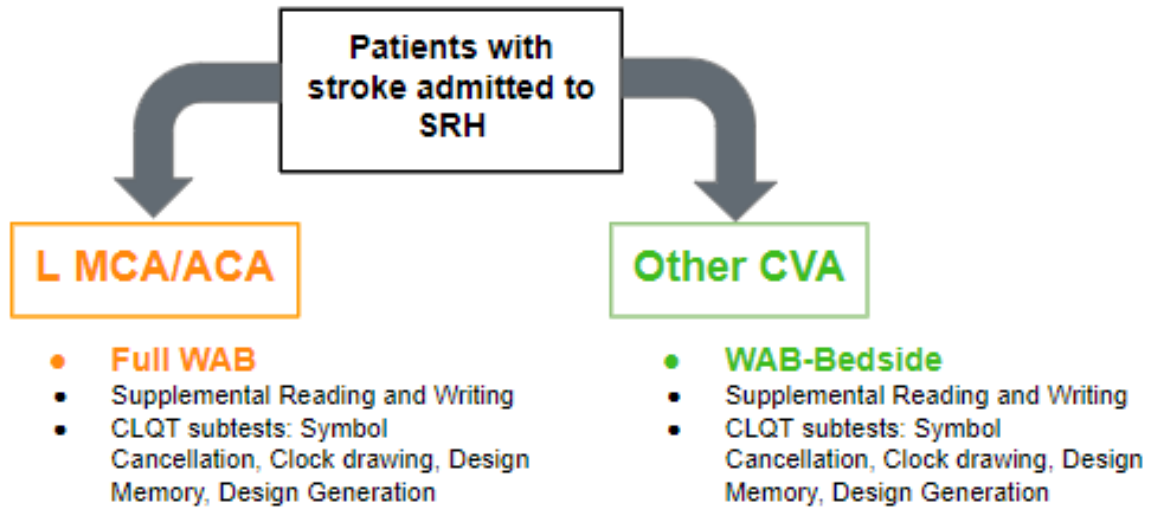 Patients with
stroke admitted to
SRH
L MCA/ACA
Other CVA
● Full WAB
● Supplemental Reading and Writing
● CLQT subtests: Symbol
Cancellation, Clock drawing, Design
Memory, Design Generation
● WAB-Bedside
● Supplemental Reading and Writing
● CLQT subtests: Symbol
Cancellation, Clock drawing, Design
Memory, Design Generation